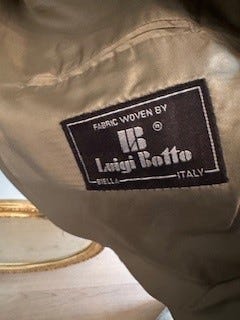 FABRIC WOVEN BY
LB ®
Luigi Botto
BIELLA ITALY